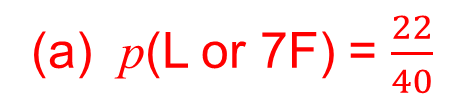 (a) p(L or 7F) = 22/40